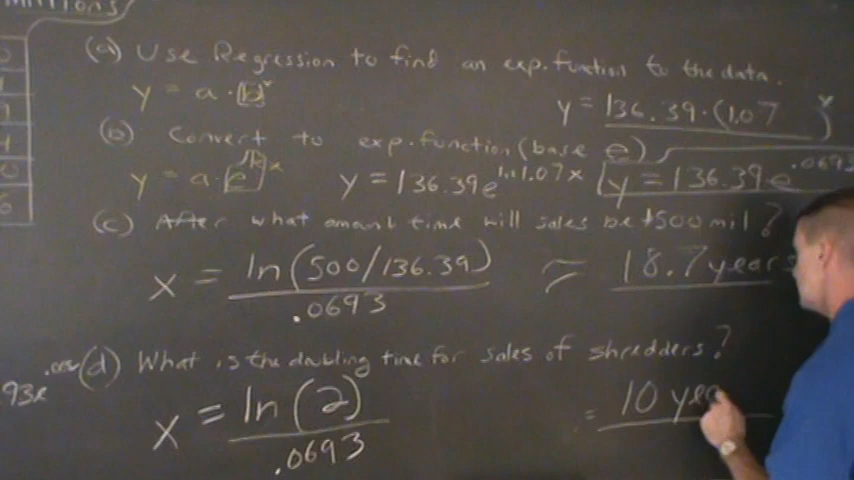 Millions
(a) Use Regression to find an exp. function to the data.
y = a · b^x
y = 136.39 · (1.07)^x
(b) Convert to exp. function (base e)
y = a · e^kx
y = 136.39e^ln1.07x
y = 136.39e^.0693
(c) After what amount time will sales be $500 mil?
x = ln(500/136.39) / .0693 ≈ 18.7 years
(d) What is the doubling time for sales of shredders?
x = ln(2) / .0693 = 10 yea